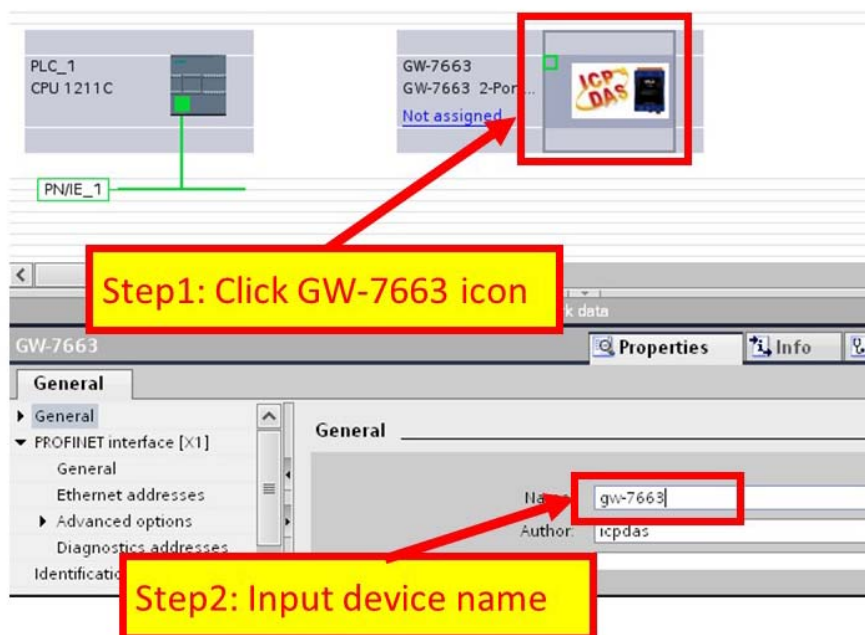 PLC_1
CPU 1211C
GW-7663
GW-7663 2-Por...
Not assigned
ICP
DAS
PN/IE_1
Step1: Click GW-7663 icon
data
GW-7663
Properties
Info
General
General
PROFINET interface [X1]
General
Ethernet addresses
Advanced options
Diagnostics addresses
General
gw-7663
Author:
icpdas
Step2: Input device name